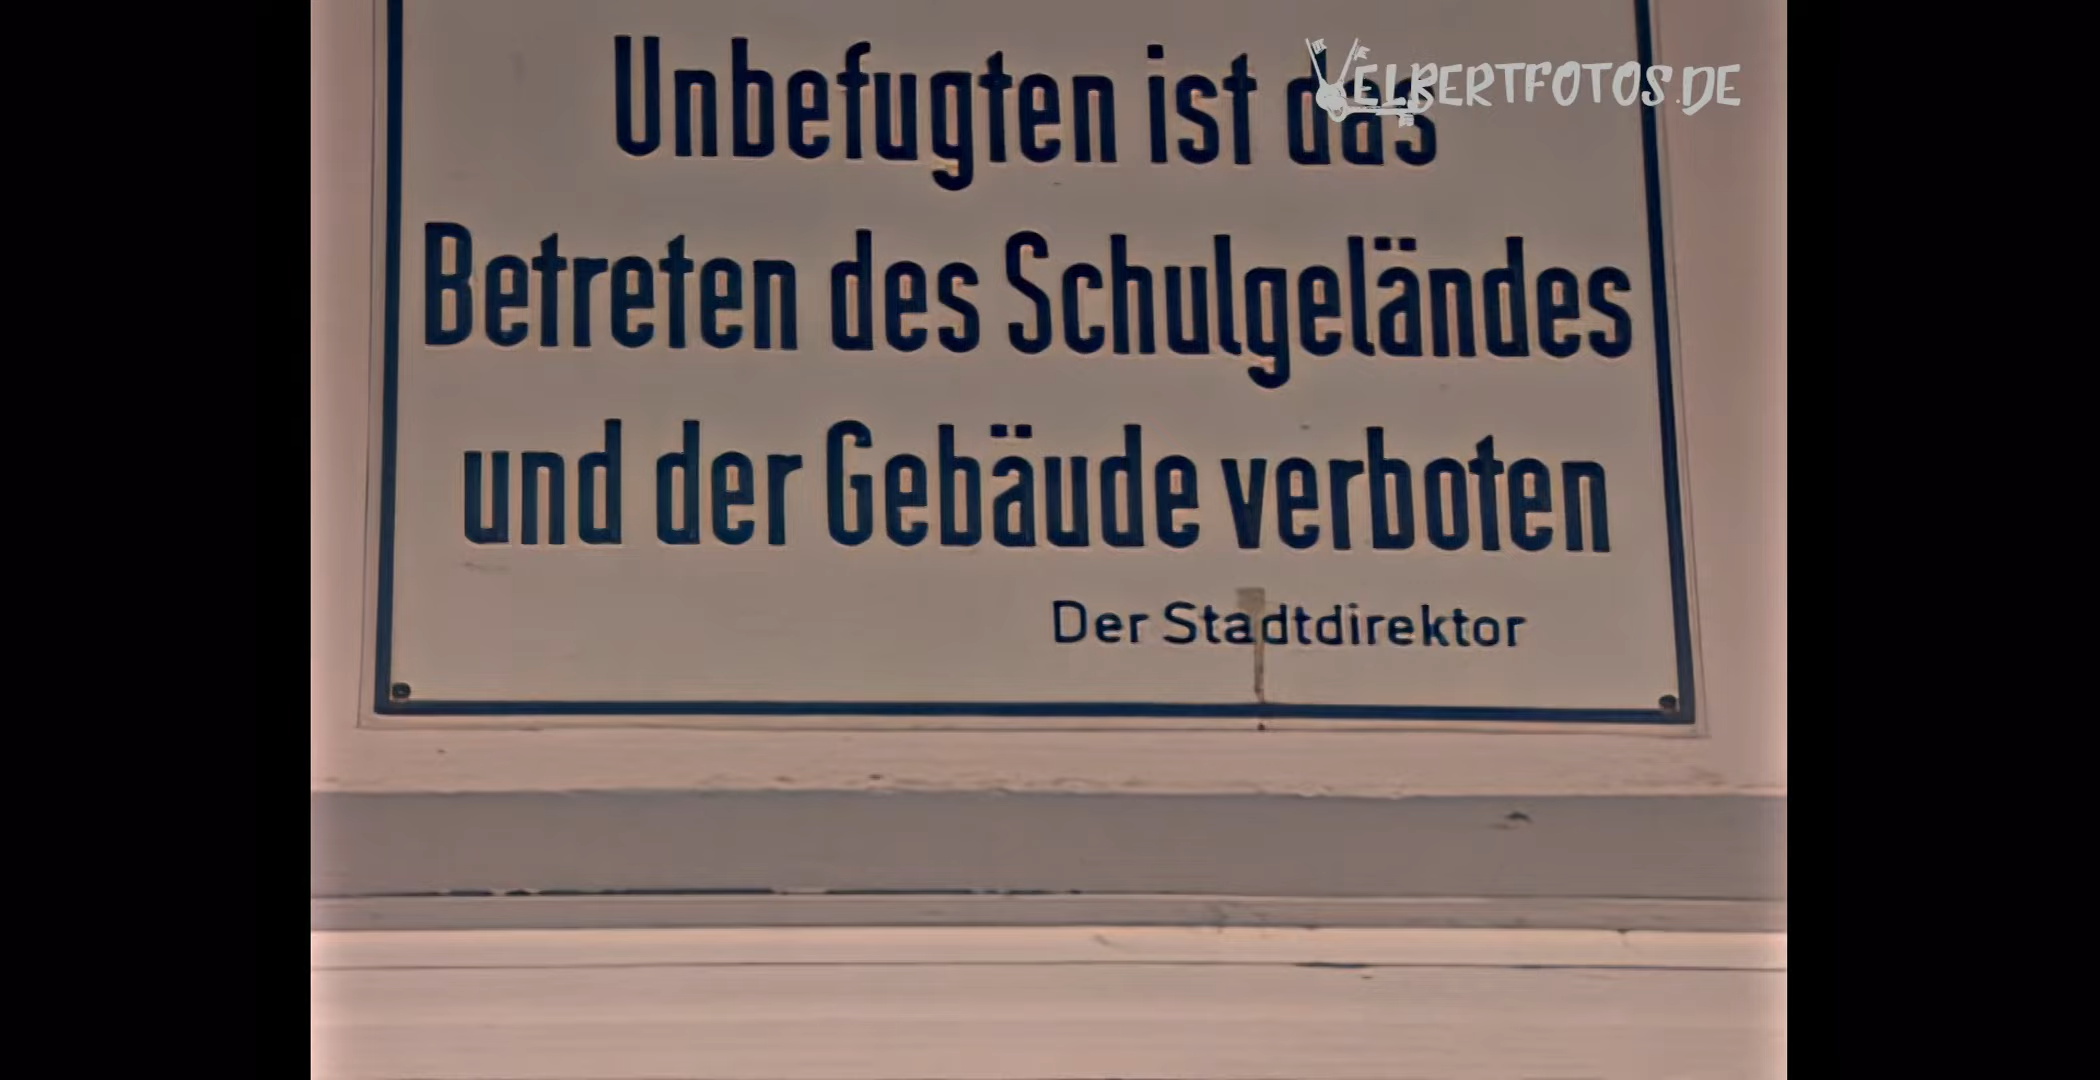 Unbefugten ist das
VELBERTFOTOS.DE
Betreten des Schulgeländes
und der Gebäude verboten
Der Stadtdirektor